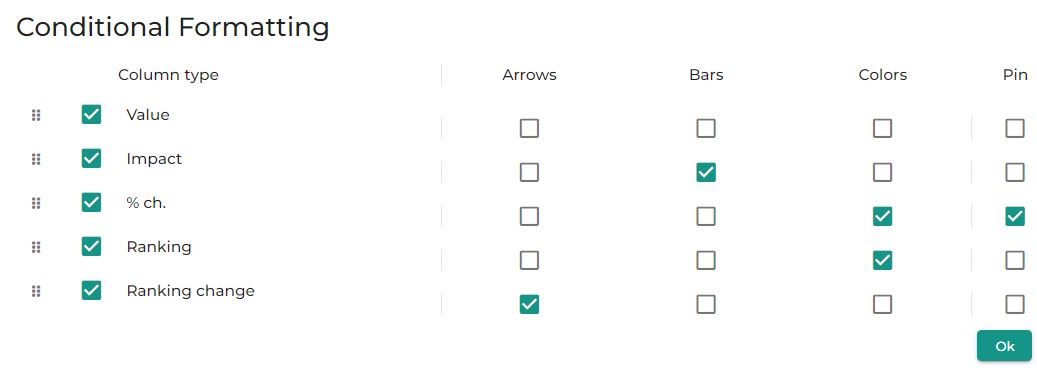 Conditional Formatting
Column type Arrows Bars Colors Pin
Value
Impact
% ch.
Ranking
Ranking change
Ok